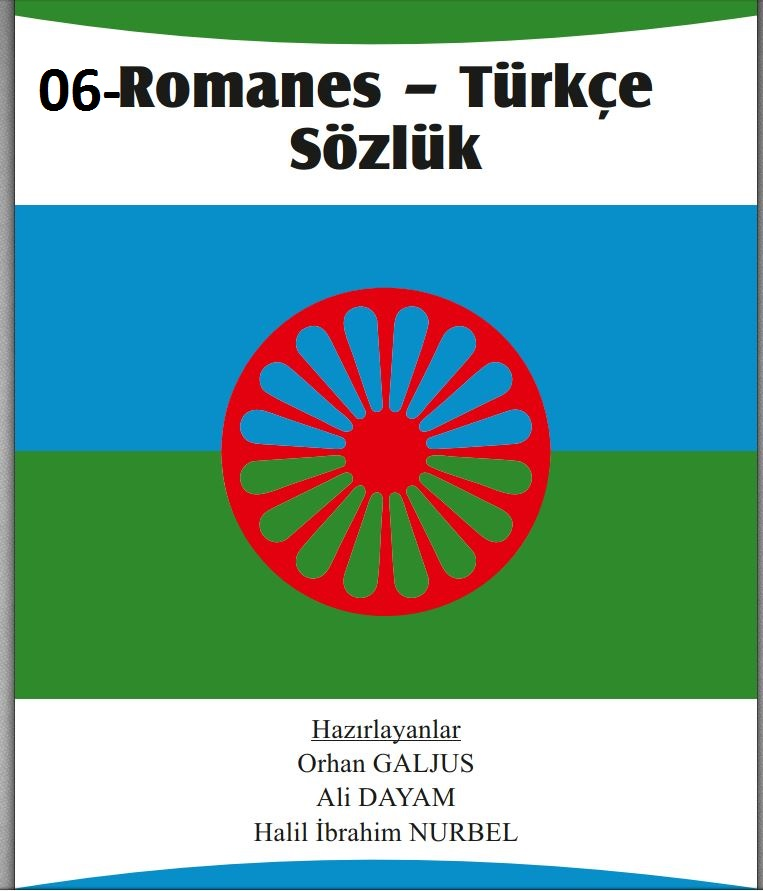 06-Romanes – Türkçe
Sözlük
Hazırlayanlar
Orhan GALJUS
Ali DAYAM
Halil İbrahim NURBEL